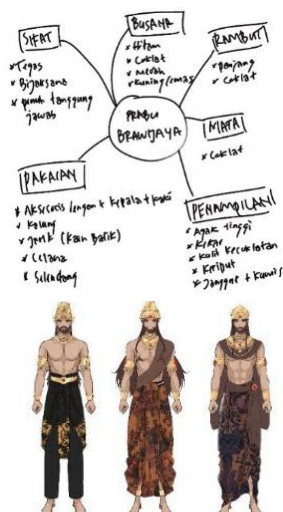 SIFAT
* Tegas
* Bijaksana
* penuh tanggung
jawab
BUSANA
* Hitam
* Coklat
* Merah
* Kuning/emas
RAMBUT
* panjang
* Coklat
PRABU
BRAWIJAYA
MATA
* Coklat
PAKAIAN
* Aksesoris lengan + kepala + kaki
* Kalung
* Jarik (kain Batik)
* Celana
* Selendang
PENAMPILAN
* Agak tinggi
* Kekar
* Kulit kecoklatan
* Keriput
* Janggut + kumis